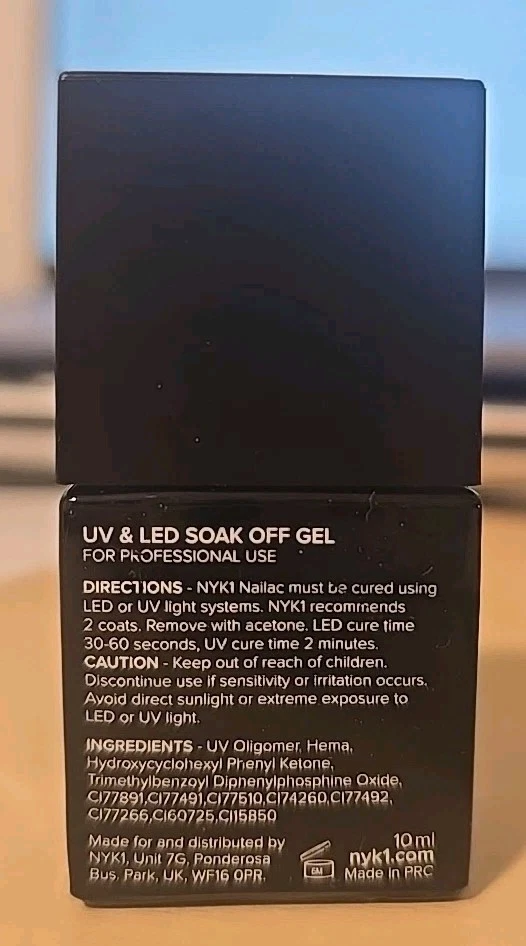 UV & LED SOAK OFF GEL
FOR PROFESSIONAL USE
DIRECTIONS - NYK1 Nailac must be cured using
LED or UV light systems. NYK1 recommends
2 coats. Remove with acetone. LED cure time
30-60 seconds, UV cure time 2 minutes.
CAUTION - Keep out of reach of children.
Discontinue use if sensitivity or irritation occurs.
Avoid direct sunlight or extreme exposure to
LED or UV light.
INGREDIENTS - UV Oligomer, Hema,
Hydroxycyclohexyl Phenyl Ketone,
Trimethylbenzoyl Diphenylphosphine Oxide,
CI77891,CI77491,CI77510,CI74260,CI77492,
CI77266,CI60725,CI15850
Made for and distributed by
NYK1, Unit 7G, Ponderosa
Bus. Park, UK, WF16 0PR.
6M
10 ml
nyk1.com
Made in PRC